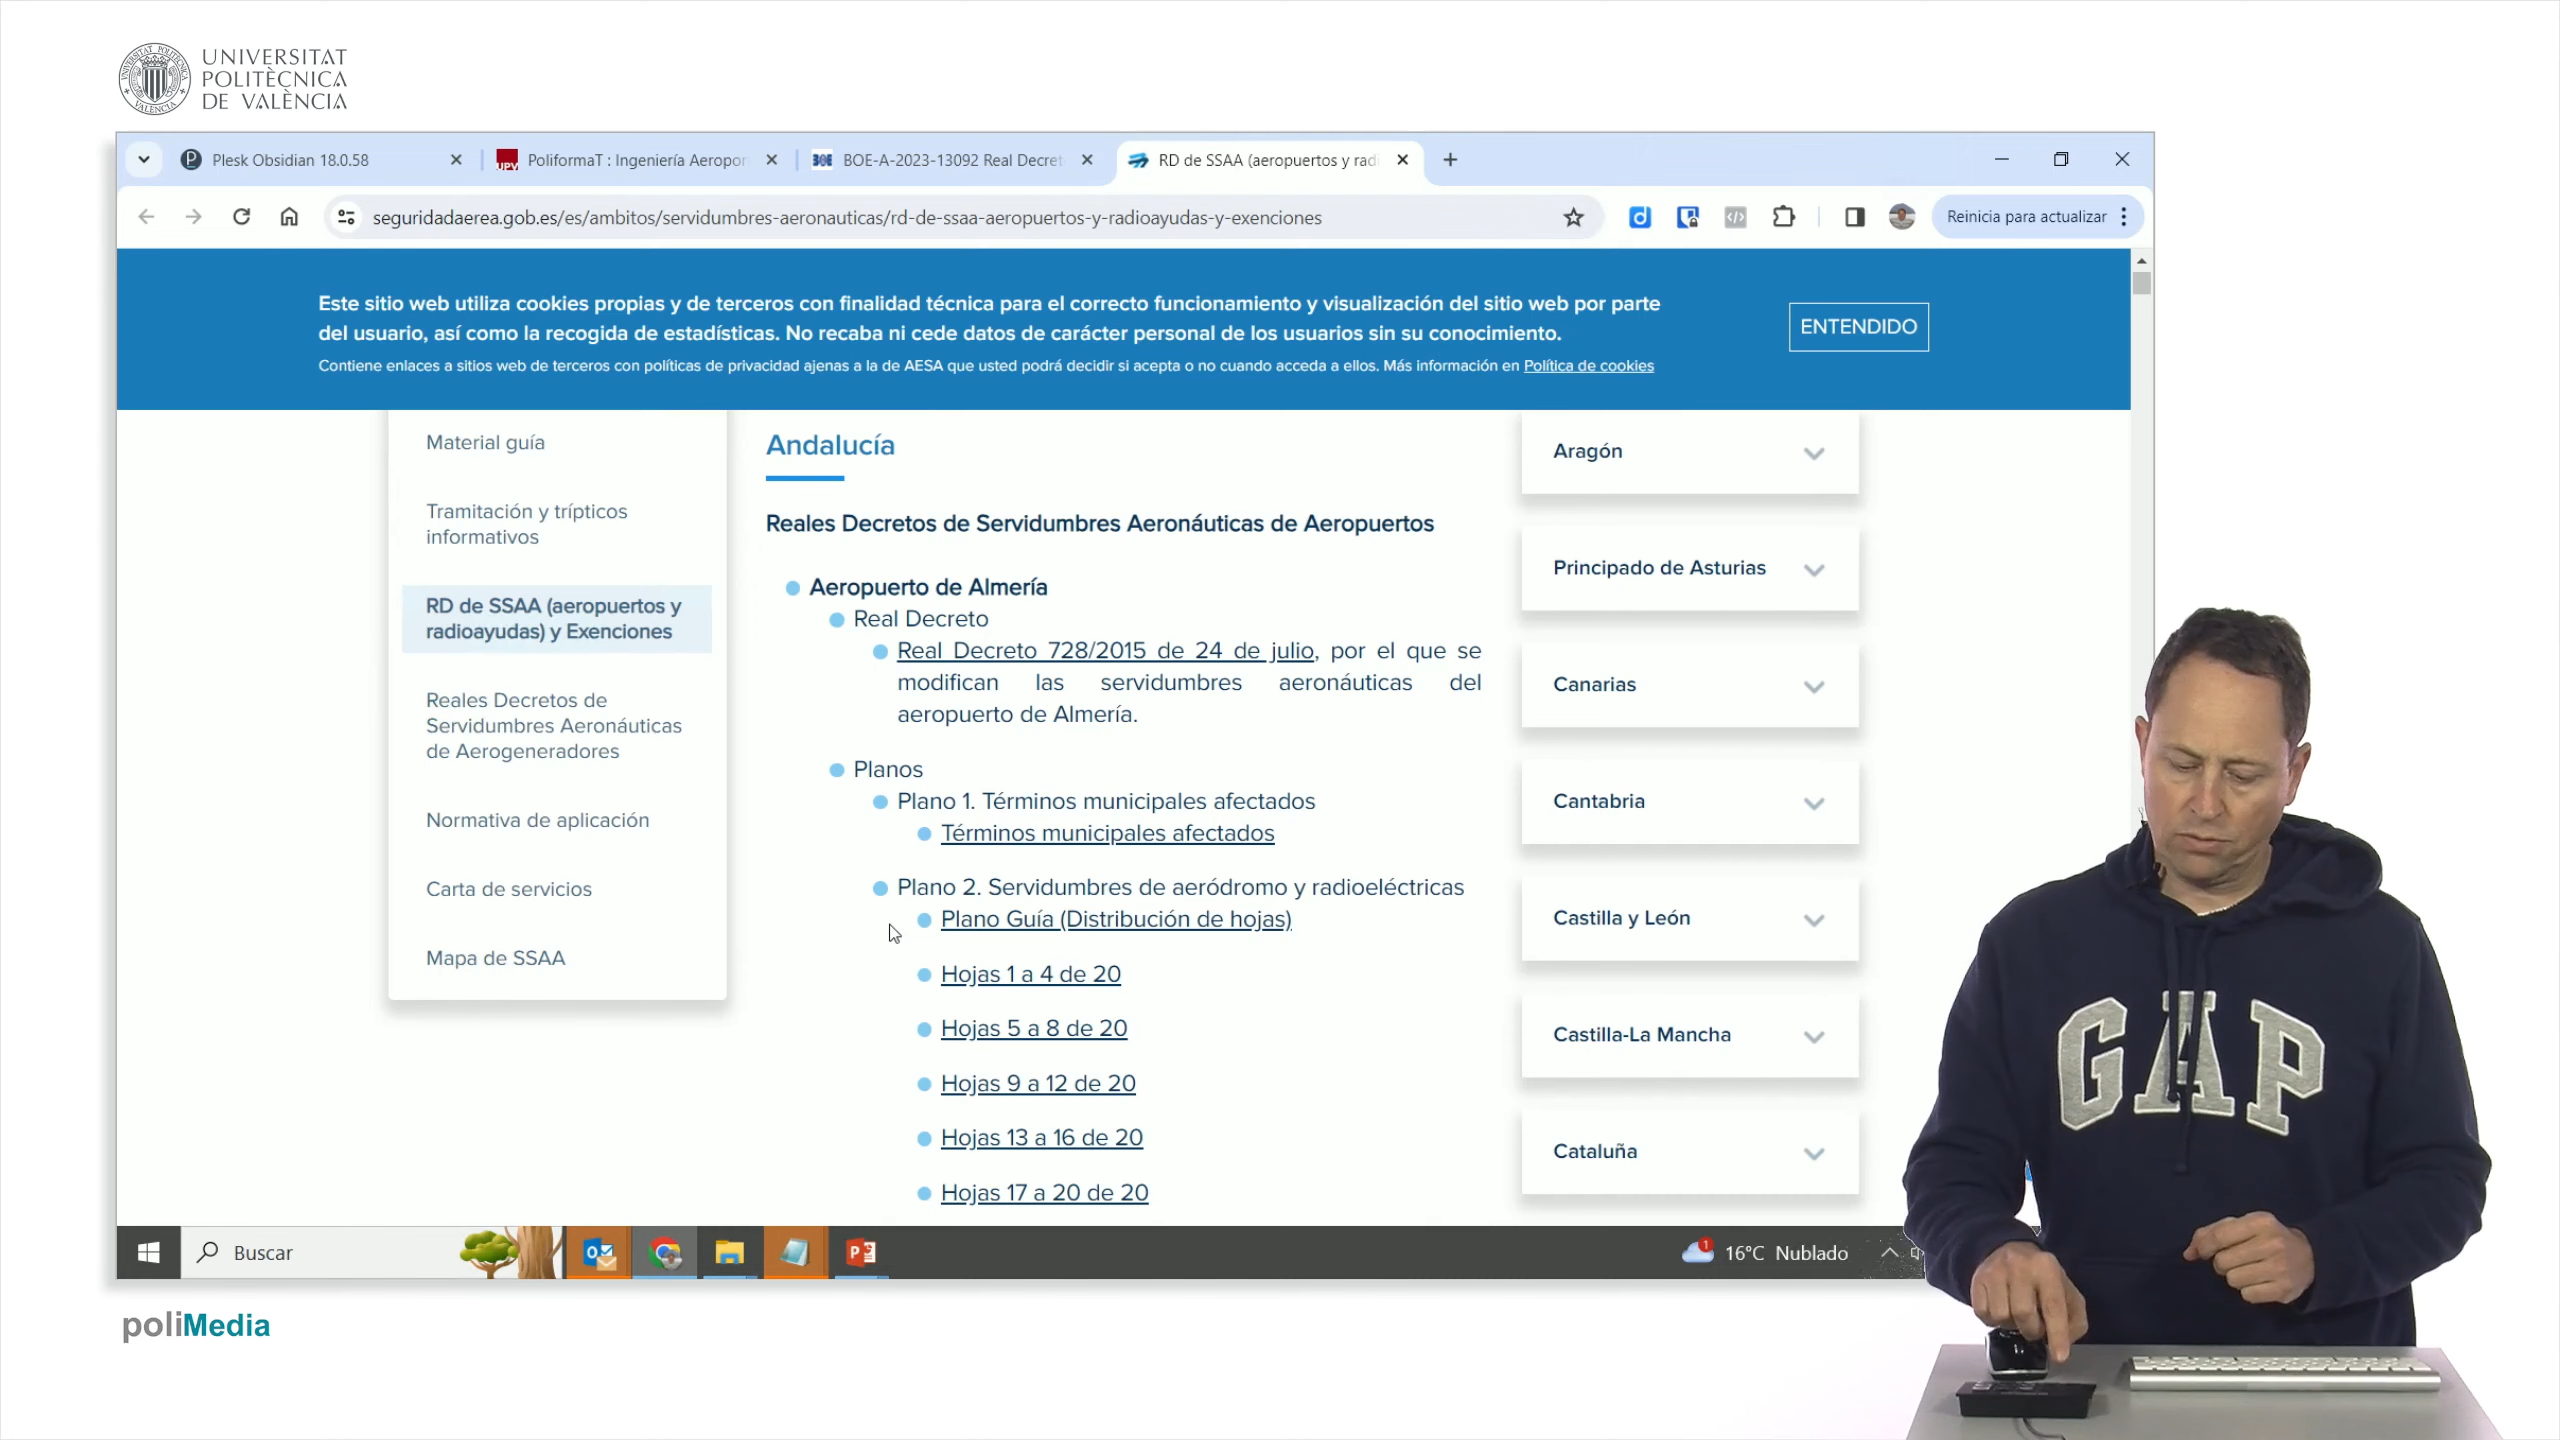 UNIVERSITAT
POLITÈCNICA
DE VALÈNCIA
Plesk Obsidian 18.0.58
PoliformaT : Ingeniería Aeropor
BOE-A-2023-13092 Real Decret
RD de SSAA (aeropuertos y radi
seguridadaerea.gob.es/es/ambitos/servidumbres-aeronauticas/rd-de-ssaa-aeropuertos-y-radioayudas-y-exenciones
Reinicia para actualizar
Este sitio web utiliza cookies propias y de terceros con finalidad técnica para el correcto funcionamiento y visualización del sitio web por parte
del usuario, así como la recogida de estadísticas. No recaba ni cede datos de carácter personal de los usuarios sin su conocimiento.
Contiene enlaces a sitios web de terceros con políticas de privacidad ajenas a la de AESA que usted podrá decidir si acepta o no cuando acceda a ellos. Más información en Política de cookies
ENTENDIDO
Material guía
Tramitación y trípticos
informativos
RD de SSAA (aeropuertos y
radioayudas) y Exenciones
Reales Decretos de
Servidumbres Aeronáuticas
de Aerogeneradores
Normativa de aplicación
Carta de servicios
Mapa de SSAA
Andalucía
Reales Decretos de Servidumbres Aeronáuticas de Aeropuertos
Aeropuerto de Almería
Real Decreto
Real Decreto 728/2015 de 24 de julio, por el que se
modifican las servidumbres aeronáuticas del
aeropuerto de Almería.
Planos
Plano 1. Términos municipales afectados
Términos municipales afectados
Plano 2. Servidumbres de aeródromo y radioeléctricas
Plano Guía (Distribución de hojas)
Hojas 1 a 4 de 20
Hojas 5 a 8 de 20
Hojas 9 a 12 de 20
Hojas 13 a 16 de 20
Hojas 17 a 20 de 20
Aragón
Principado de Asturias
Canarias
Cantabria
Castilla y León
Castilla-La Mancha
Cataluña
GAP
Buscar
1
16°C Nublado
poliMedia